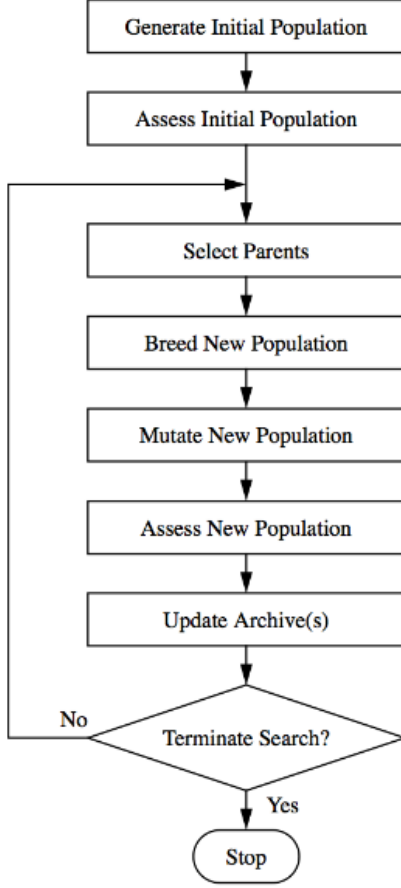 Generate Initial Population
Assess Initial Population
Select Parents
Breed New Population
Mutate New Population
Assess New Population
Update Archive(s)
No
Terminate Search?
Yes
Stop